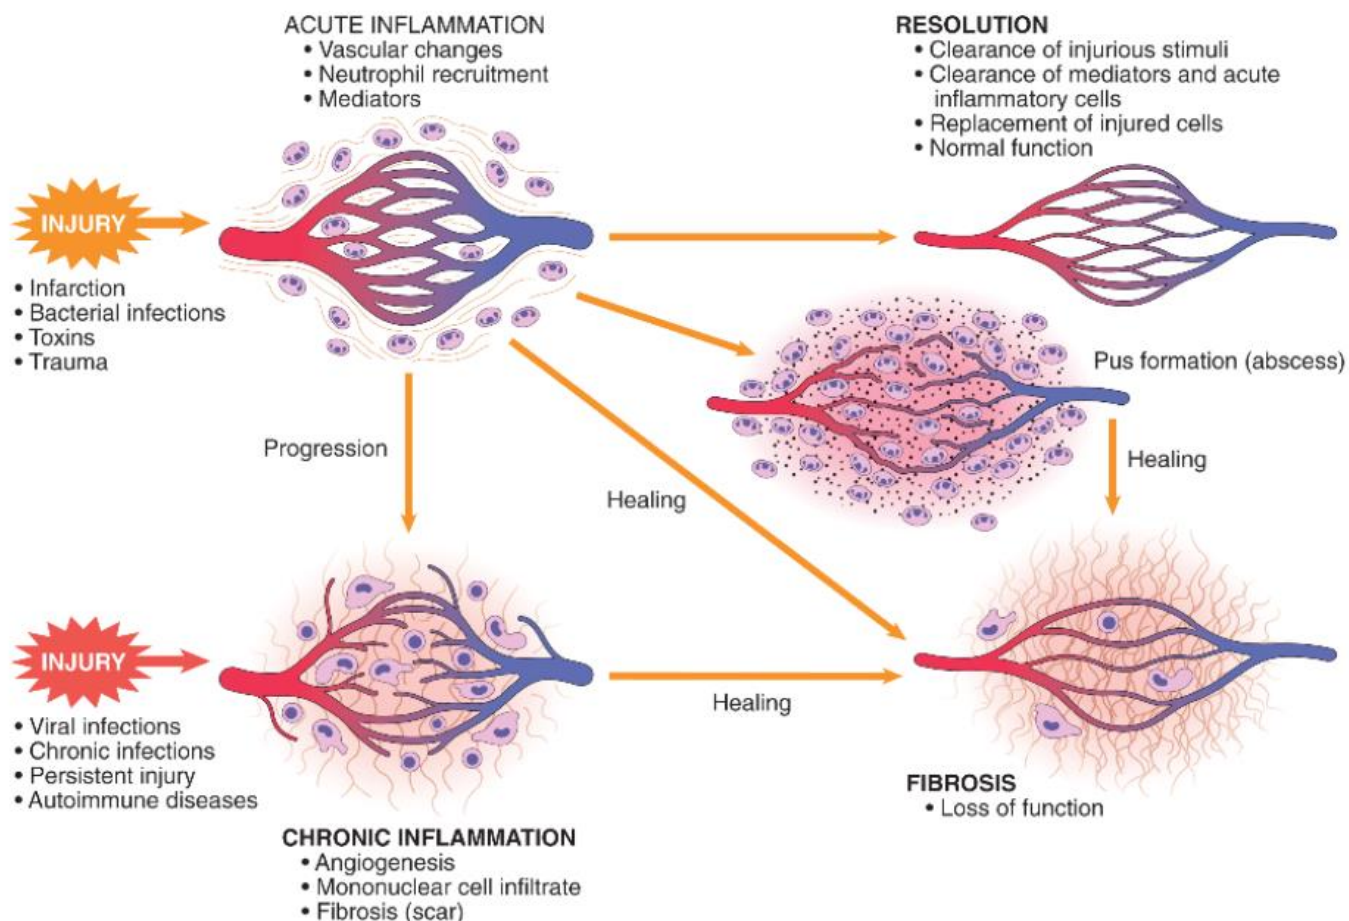 ACUTE INFLAMMATION
• Vascular changes
• Neutrophil recruitment
• Mediators
RESOLUTION
• Clearance of injurious stimuli
• Clearance of mediators and acute
inflammatory cells
• Replacement of injured cells
• Normal function
INJURY
• Infarction
• Bacterial infections
• Toxins
• Trauma
Pus formation (abscess)
Progression
Healing
Healing
INJURY
• Viral infections
• Chronic infections
• Persistent injury
• Autoimmune diseases
Healing
CHRONIC INFLAMMATION
• Angiogenesis
• Mononuclear cell infiltrate
• Fibrosis (scar)
FIBROSIS
• Loss of function